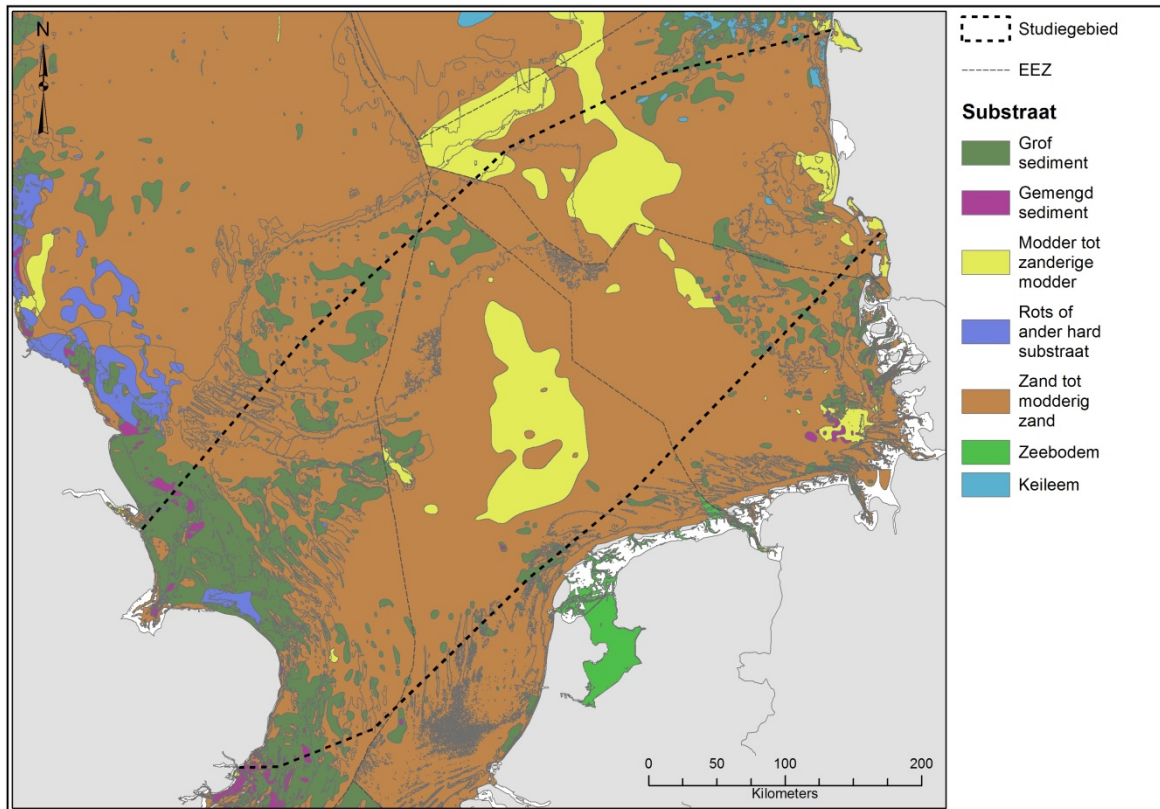 N
Studiegebied
EEZ
Substraat
Grof
sediment
Gemengd
sediment
Modder tot
zanderige
modder
Rots of
ander hard
substraat
Zand tot
modderig
zand
Zeebodem
Keileem
0 50 100 200
Kilometers